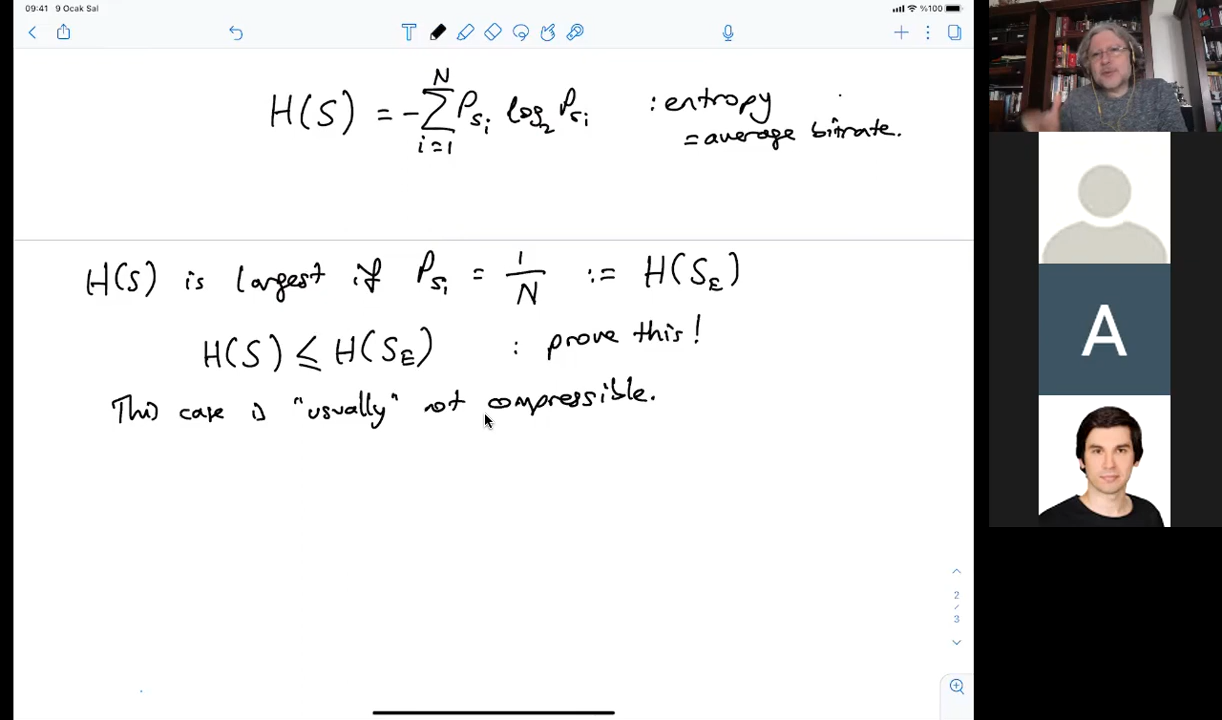 09:41 9 Ocak Sal
%100
T
H(S) = -∑_{i=1}^{N} P_{s_i} log_2 P_{s_i} : entropy
= average bitrate.
H(S) is largest if P_{s_i} = 1/N := H(S_E)
H(S) ≤ H(S_E) : prove this!
This case is "usually" not compressible.
A
2
/
3